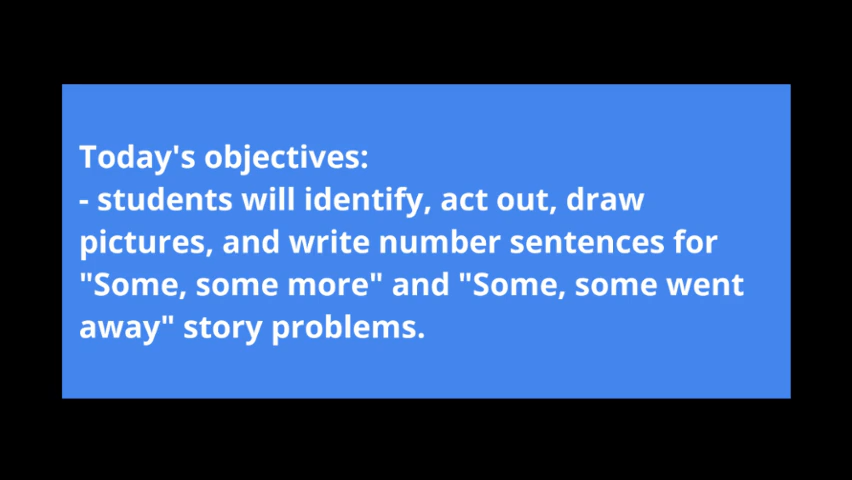 Today's objectives:
- students will identify, act out, draw
pictures, and write number sentences for
"Some, some more" and "Some, some went
away" story problems.